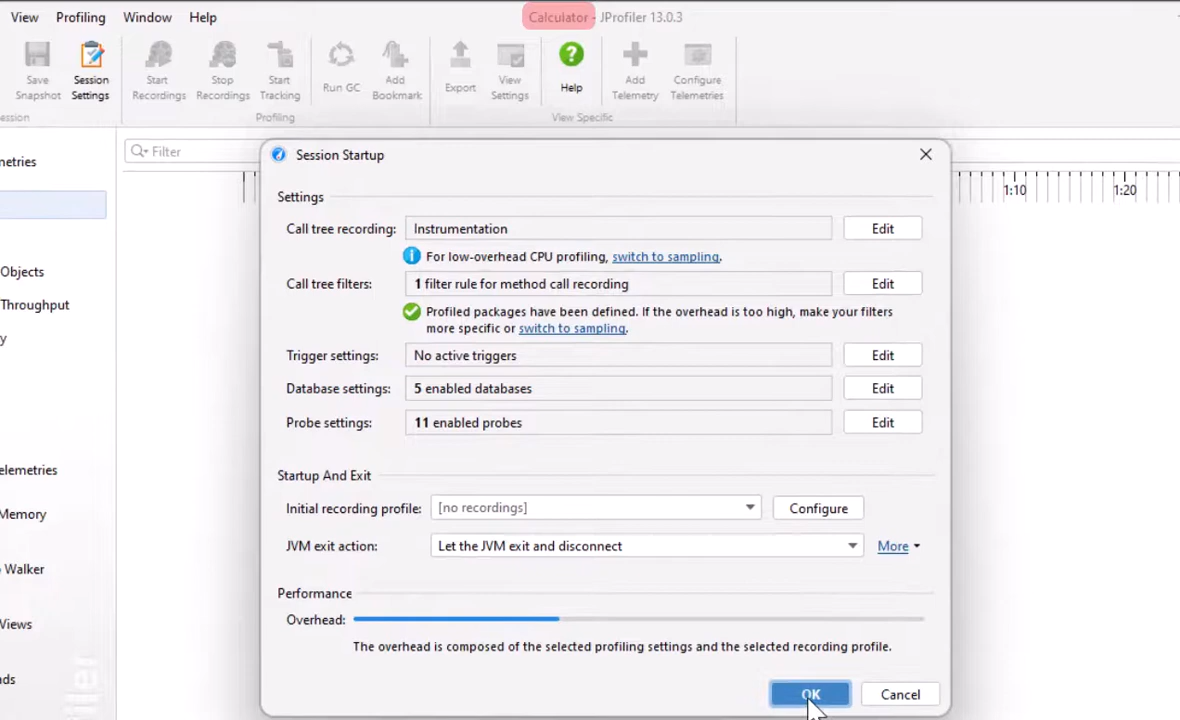 View Profiling Window Help
Calculator - JProfiler 13.0.3
Save Snapshot
Session Settings
Start Recordings
Stop Recordings
Start Tracking
Run GC
Add Bookmark
Export
View Settings
Help
Add Telemetry
Configure Telemetries
ession
Profiling
View Specific
netries
Objects
Throughput
y
elemetries
Memory
Walker
Views
ds
Filter
1:10
1:20
Session Startup
Settings
Call tree recording: Instrumentation Edit
For low-overhead CPU profiling, switch to sampling.
Call tree filters: 1 filter rule for method call recording Edit
Profiled packages have been defined. If the overhead is too high, make your filters
more specific or switch to sampling.
Trigger settings: No active triggers Edit
Database settings: 5 enabled databases Edit
Probe settings: 11 enabled probes Edit
Startup And Exit
Initial recording profile: [no recordings] Configure
JVM exit action: Let the JVM exit and disconnect More
Performance
Overhead:
The overhead is composed of the selected profiling settings and the selected recording profile.
OK Cancel